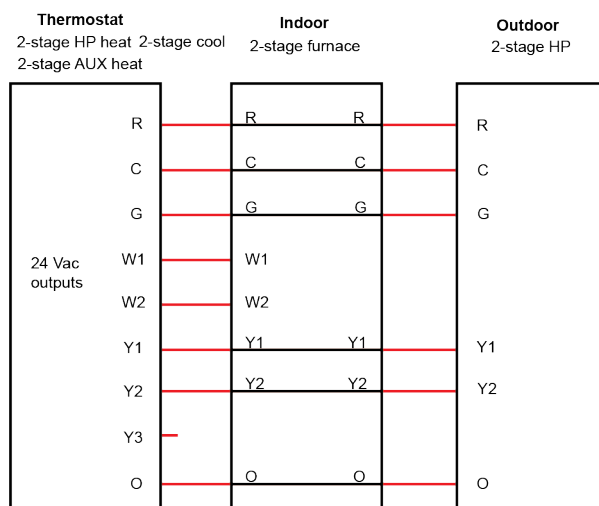 Thermostat Indoor Outdoor
2-stage HP heat 2-stage cool 2-stage furnace 2-stage HP
2-stage AUX heat
R R R R
C C C C
G G G G
W1 W1
24 Vac
outputs
W2 W2
Y1 Y1 Y1 Y1
Y2 Y2 Y2 Y2
Y3
O O O O